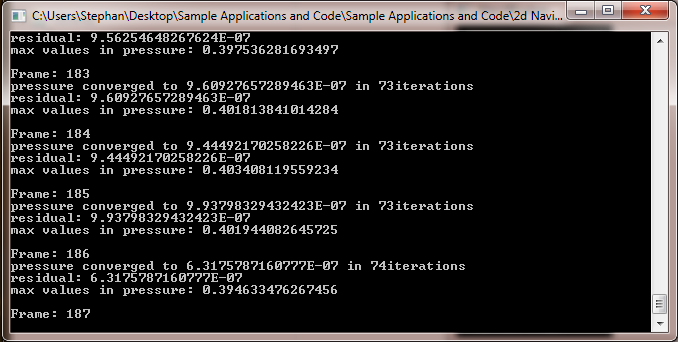 C:\Users\Stephan\Desktop\Sample Applications and Code\Sample Applications and Code\2d Navi...
residual: 9.56254648267624E-07
max values in pressure: 0.397536281693497
Frame: 183
pressure converged to 9.60927657289463E-07 in 73iterations
residual: 9.60927657289463E-07
max values in pressure: 0.401813841014284
Frame: 184
pressure converged to 9.44492170258226E-07 in 73iterations
residual: 9.44492170258226E-07
max values in pressure: 0.403408119559234
Frame: 185
pressure converged to 9.93798329432423E-07 in 73iterations
residual: 9.93798329432423E-07
max values in pressure: 0.401944082645725
Frame: 186
pressure converged to 6.3175787160777E-07 in 74iterations
residual: 6.3175787160777E-07
max values in pressure: 0.394633476267456
Frame: 187